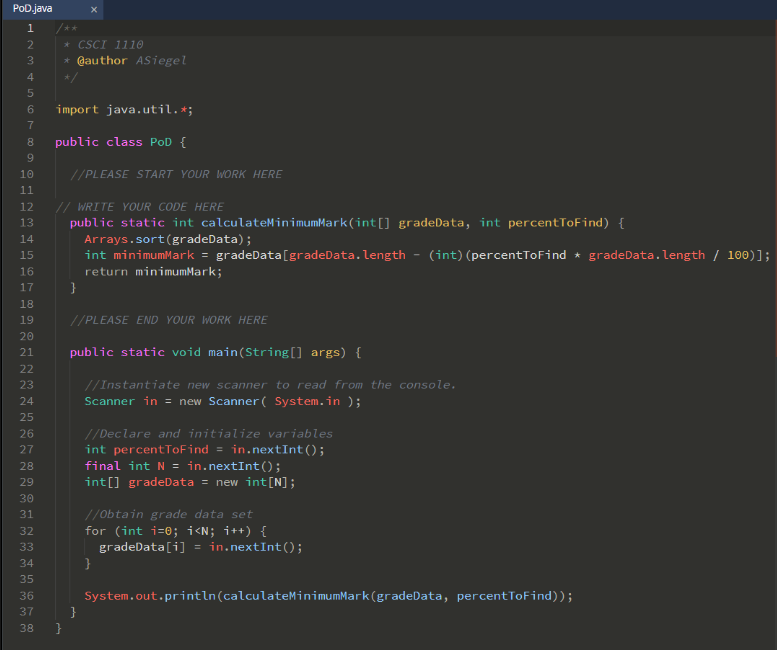 PoD.java x
1 /**
2  * CSCI 1110
3  * @author ASiegel
4  */
5
6 import java.util.*;
7
8 public class PoD {
9
10   //PLEASE START YOUR WORK HERE
11
12 // WRITE YOUR CODE HERE
13   public static int calculateMinimumMark(int[] gradeData, int percentToFind) {
14     Arrays.sort(gradeData);
15     int minimumMark = gradeData[gradeData.length - (int)(percentToFind * gradeData.length / 100)];
16     return minimumMark;
17   }
18
19   //PLEASE END YOUR WORK HERE
20
21   public static void main(String[] args) {
22
23     //Instantiate new scanner to read from the console.
24     Scanner in = new Scanner( System.in );
25
26     //Declare and initialize variables
27     int percentToFind = in.nextInt();
28     final int N = in.nextInt();
29     int[] gradeData = new int[N];
30
31     //Obtain grade data set
32     for (int i=0; i<N; i++) {
33       gradeData[i] = in.nextInt();
34     }
35
36     System.out.println(calculateMinimumMark(gradeData, percentToFind));
37   }
38 }